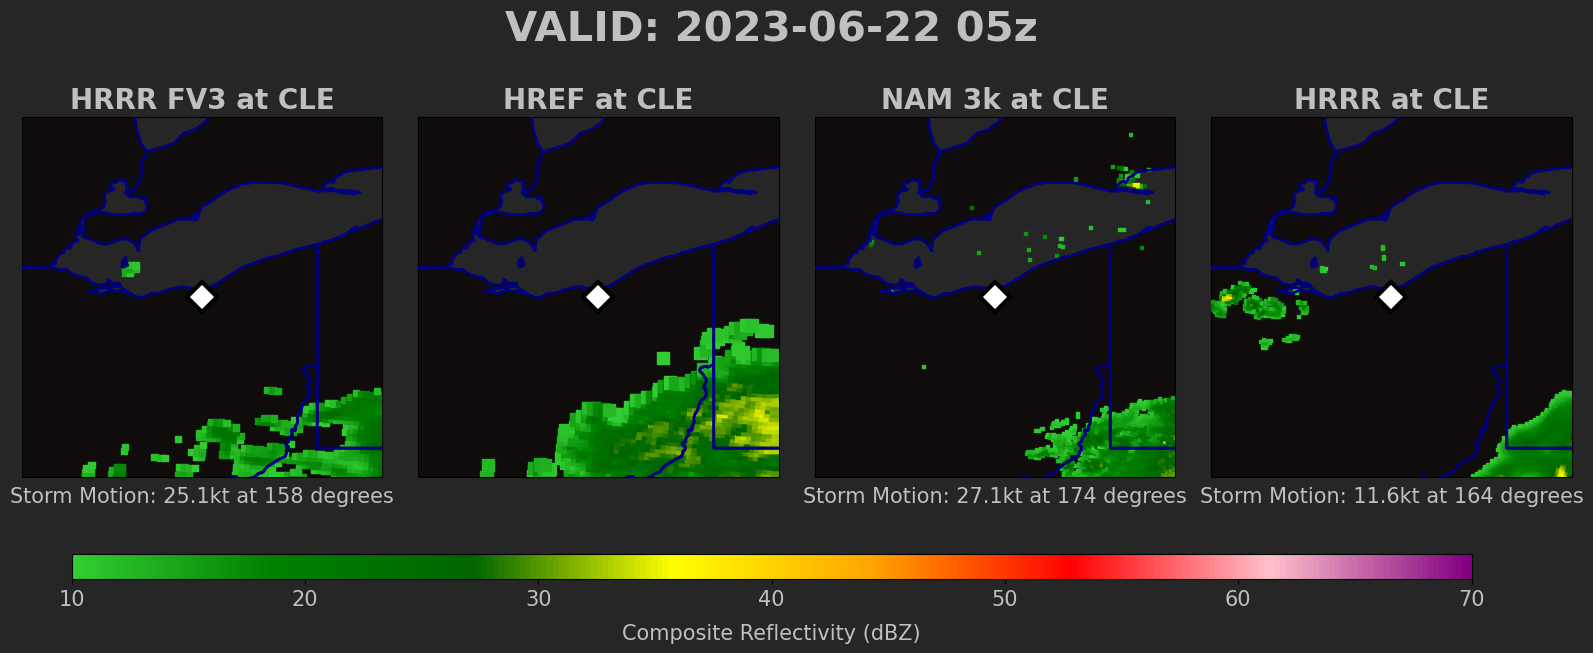 VALID: 2023-06-22 05z
HRRR FV3 at CLE
HREF at CLE
NAM 3k at CLE
HRRR at CLE
Storm Motion: 25.1kt at 158 degrees
Storm Motion: 27.1kt at 174 degrees
Storm Motion: 11.6kt at 164 degrees
10 20 30 40 50 60 70
Composite Reflectivity (dBZ)